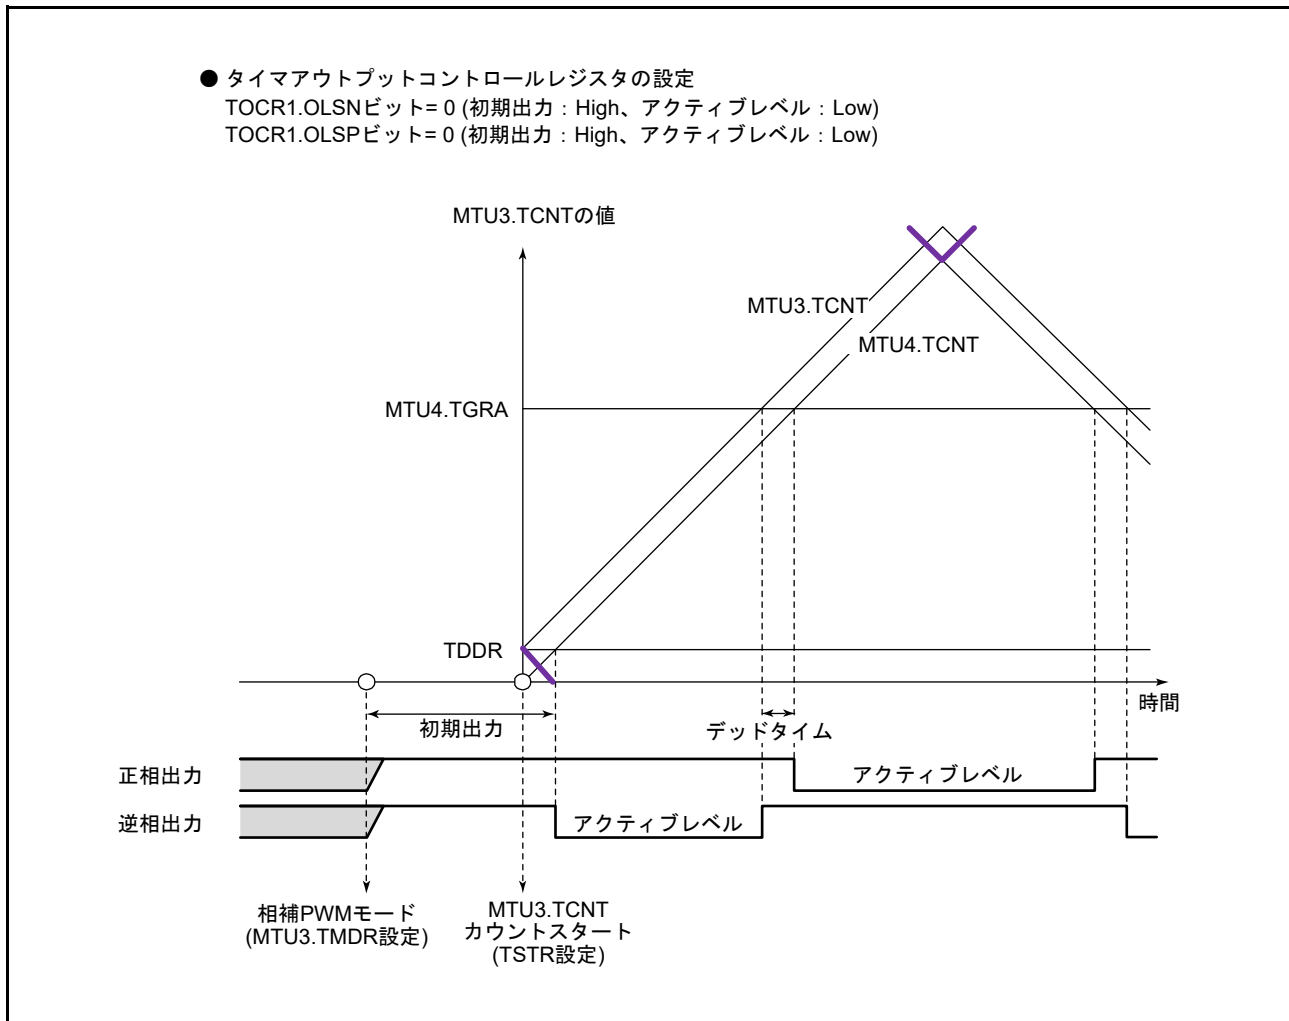 ● タイマアウトプットコントロールレジスタの設定
TOCR1.OLSNビット= 0 (初期出力：High、アクティブレベル：Low)
TOCR1.OLSPビット= 0 (初期出力：High、アクティブレベル：Low)
MTU3.TCNTの値
MTU3.TCNT
MTU4.TCNT
MTU4.TGRA
TDDR
時間
初期出力
デッドタイム
正相出力
アクティブレベル
逆相出力
アクティブレベル
相補PWMモード
(MTU3.TMDR設定)
MTU3.TCNT
カウントスタート
(TSTR設定)